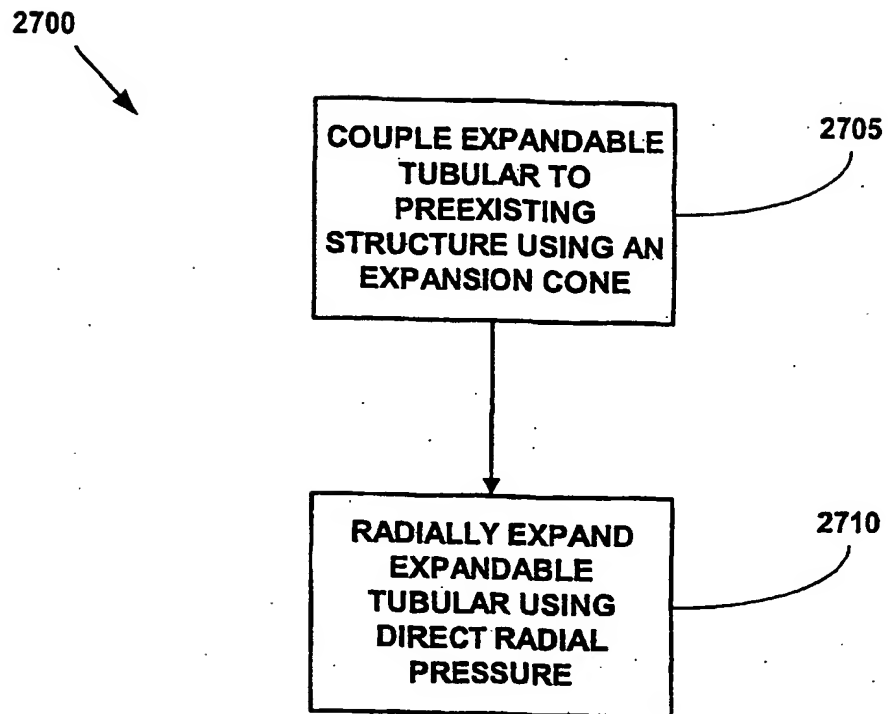 2700
COUPLE EXPANDABLE
TUBULAR TO
PREEXISTING
STRUCTURE USING AN
EXPANSION CONE
2705
RADIALLY EXPAND
EXPANDABLE
TUBULAR USING
DIRECT RADIAL
PRESSURE
2710